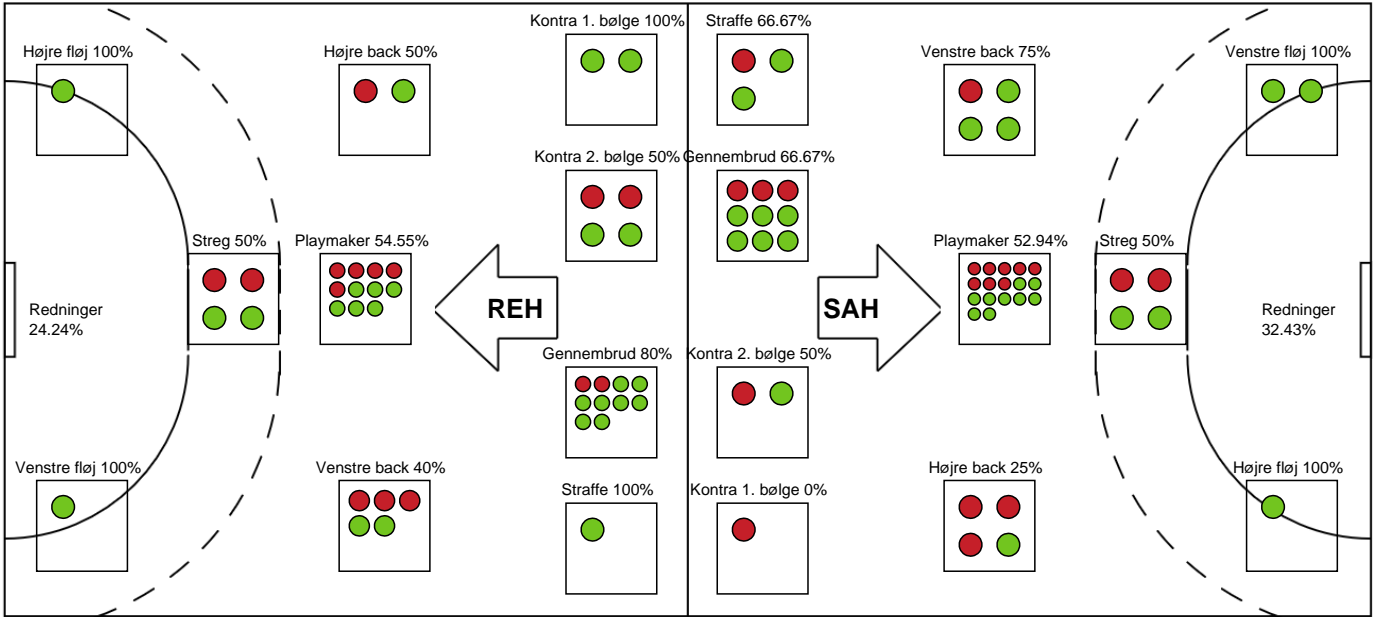 Kontra 1. bølge 100%
Straffe 66.67%
Højre fløj 100%
Højre back 50%
Venstre back 75%
Venstre fløj 100%
Kontra 2. bølge 50%
Gennembrud 66.67%
Streg 50%
Playmaker 54.55%
Playmaker 52.94%
Streg 50%
Redninger
24.24%
REH
SAH
Redninger
32.43%
Gennembrud 80%
Kontra 2. bølge 50%
Venstre fløj 100%
Venstre back 40%
Højre back 25%
Højre fløj 100%
Straffe 100%
Kontra 1. bølge 0%